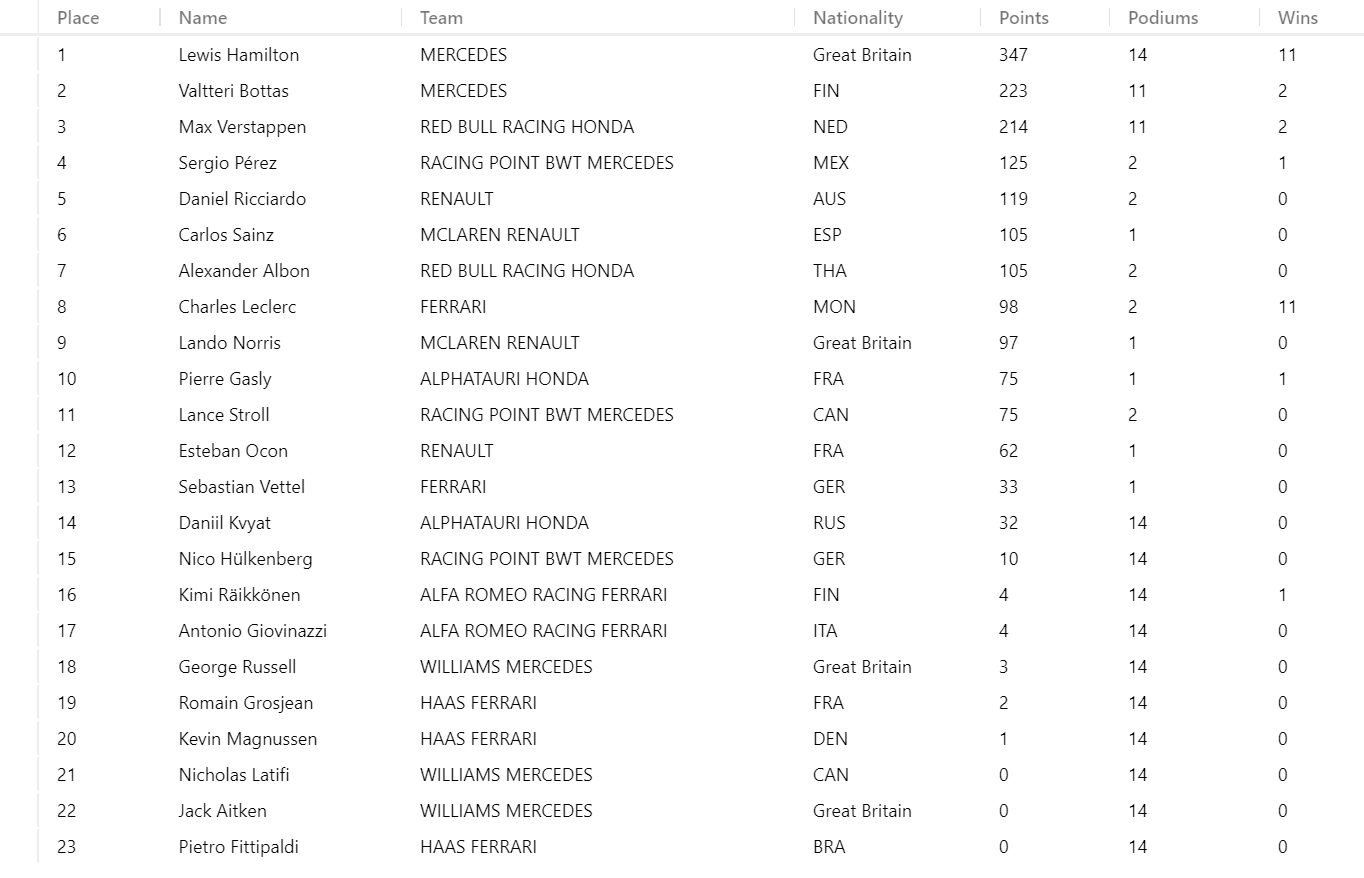 Place Name Team Nationality Points Podiums Wins
1 Lewis Hamilton MERCEDES Great Britain 347 14 11
2 Valtteri Bottas MERCEDES FIN 223 11 2
3 Max Verstappen RED BULL RACING HONDA NED 214 11 2
4 Sergio Pérez RACING POINT BWT MERCEDES MEX 125 2 1
5 Daniel Ricciardo RENAULT AUS 119 2 0
6 Carlos Sainz MCLAREN RENAULT ESP 105 1 0
7 Alexander Albon RED BULL RACING HONDA THA 105 2 0
8 Charles Leclerc FERRARI MON 98 2 11
9 Lando Norris MCLAREN RENAULT Great Britain 97 1 0
10 Pierre Gasly ALPHATAURI HONDA FRA 75 1 1
11 Lance Stroll RACING POINT BWT MERCEDES CAN 75 2 0
12 Esteban Ocon RENAULT FRA 62 1 0
13 Sebastian Vettel FERRARI GER 33 1 0
14 Daniil Kvyat ALPHATAURI HONDA RUS 32 14 0
15 Nico Hülkenberg RACING POINT BWT MERCEDES GER 10 14 0
16 Kimi Räikkönen ALFA ROMEO RACING FERRARI FIN 4 14 1
17 Antonio Giovinazzi ALFA ROMEO RACING FERRARI ITA 4 14 0
18 George Russell WILLIAMS MERCEDES Great Britain 3 14 0
19 Romain Grosjean HAAS FERRARI FRA 2 14 0
20 Kevin Magnussen HAAS FERRARI DEN 1 14 0
21 Nicholas Latifi WILLIAMS MERCEDES CAN 0 14 0
22 Jack Aitken WILLIAMS MERCEDES Great Britain 0 14 0
23 Pietro Fittipaldi HAAS FERRARI BRA 0 14 0